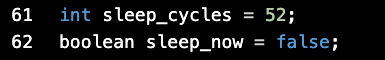 61 int sleep_cycles = 52;
62 boolean sleep_now = false;